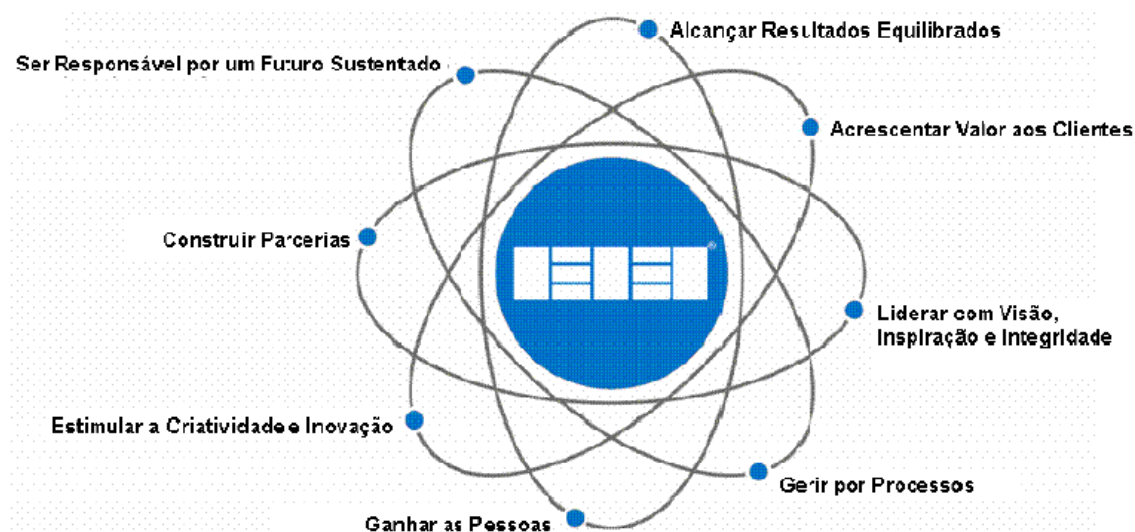 Alcançar Resultados Equilibrados
Ser Responsável por um Futuro Sustentado
Acrescentar Valor aos Clientes
Construir Parcerias
Liderar com Visão,
Inspiração e Integridade
Estimular a Criatividade e Inovação
Gerir por Processos
Ganhar as Pessoas